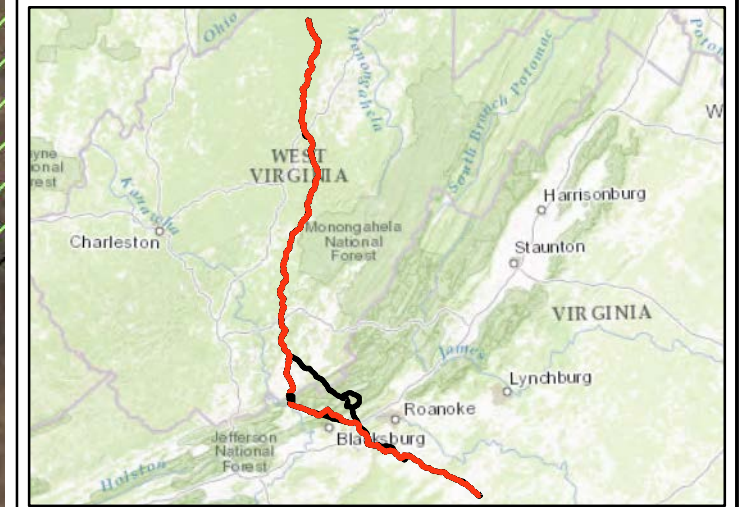 Ohio
Monongahela
South Branch Potomac
WEST
VIRGINIA
Kanawha
Charleston
Monongahela
National
Forest
Harrisonburg
Staunton
VIRGINIA
James
Lynchburg
Roanoke
Blacksburg
Jefferson
National
Forest
Holston